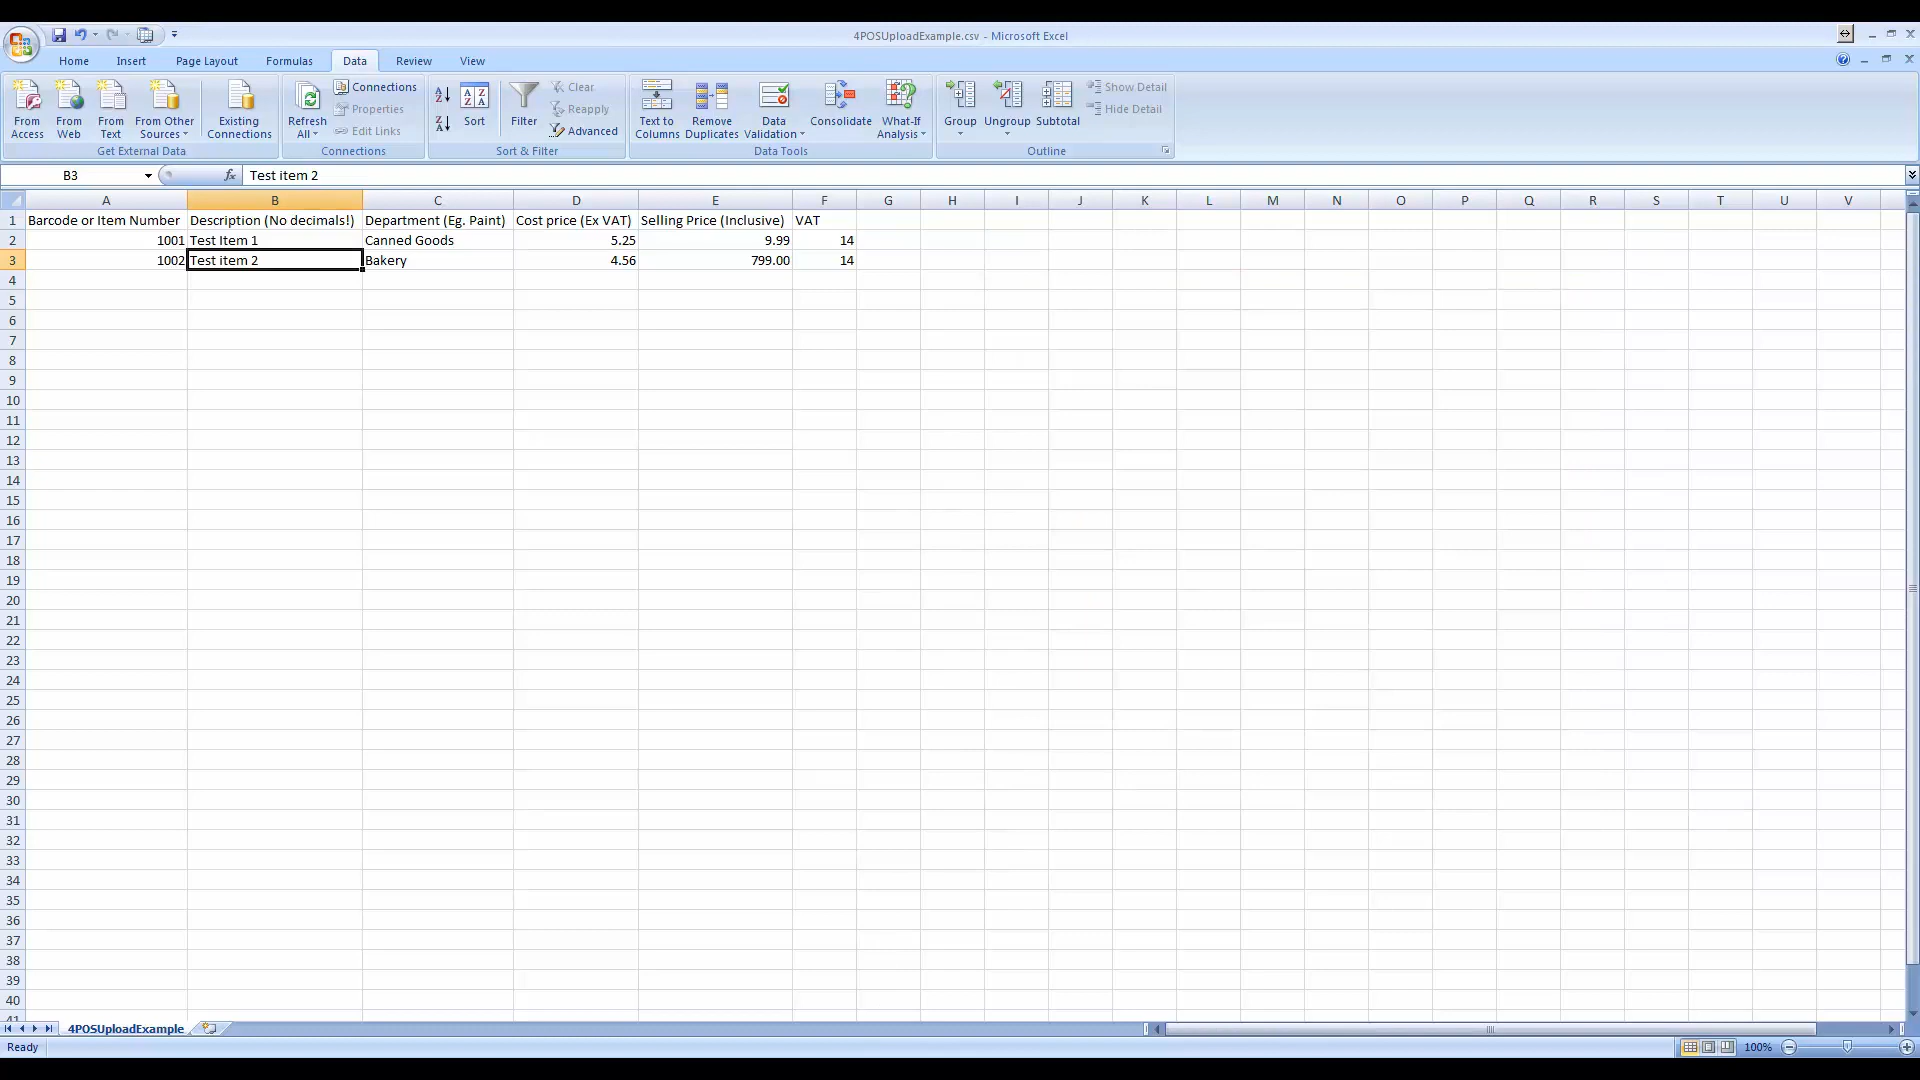 4POSUploadExample.csv - Microsoft Excel
Home Insert Page Layout Formulas Data Review View
From Access From Web From Text From Other Sources Existing Connections
Get External Data
Refresh All Connections Properties Edit Links
Connections
Sort Filter Clear Reapply Advanced
Sort & Filter
Text to Columns Remove Duplicates Data Validation Consolidate What-If Analysis
Data Tools
Group Ungroup Subtotal Show Detail Hide Detail
Outline
B3 fx Test item 2
A B C D E F G H I J K L M N O P Q R S T U V
1 Barcode or Item Number Description (No decimals!) Department (Eg. Paint) Cost price (Ex VAT) Selling Price (Inclusive) VAT
2 1001 Test Item 1 Canned Goods 5.25 9.99 14
3 1002 Test item 2 Bakery 4.56 799.00 14
4
5
6
7
8
9
10
11
12
13
14
15
16
17
18
19
20
21
22
23
24
25
26
27
28
29
30
31
32
33
34
35
36
37
38
39
40
41
4POSUploadExample
Ready 100%